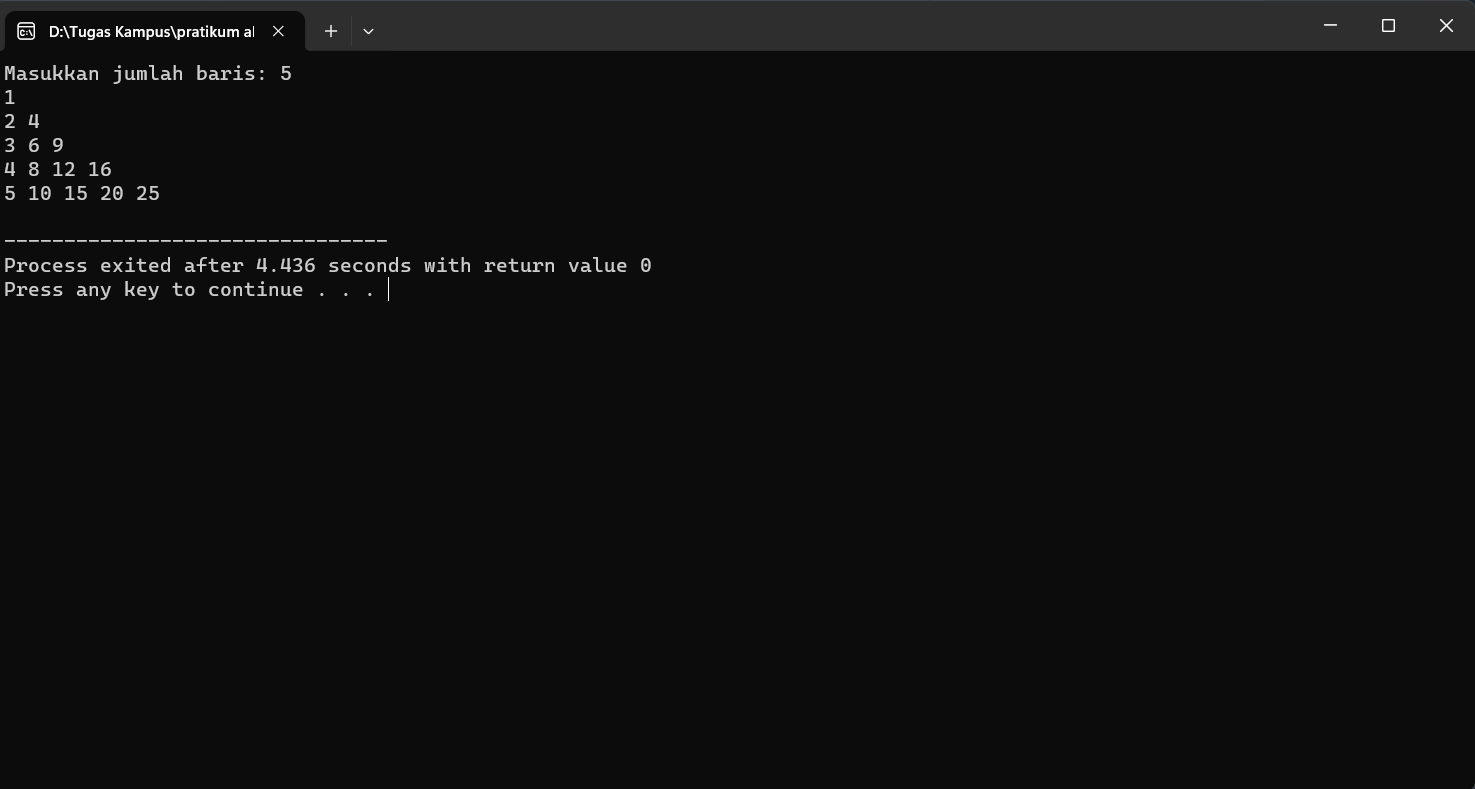 D:\Tugas Kampus\pratikum al
Masukkan jumlah baris: 5
1
2 4
3 6 9
4 8 12 16
5 10 15 20 25
--------------------------------
Process exited after 4.436 seconds with return value 0
Press any key to continue . . .